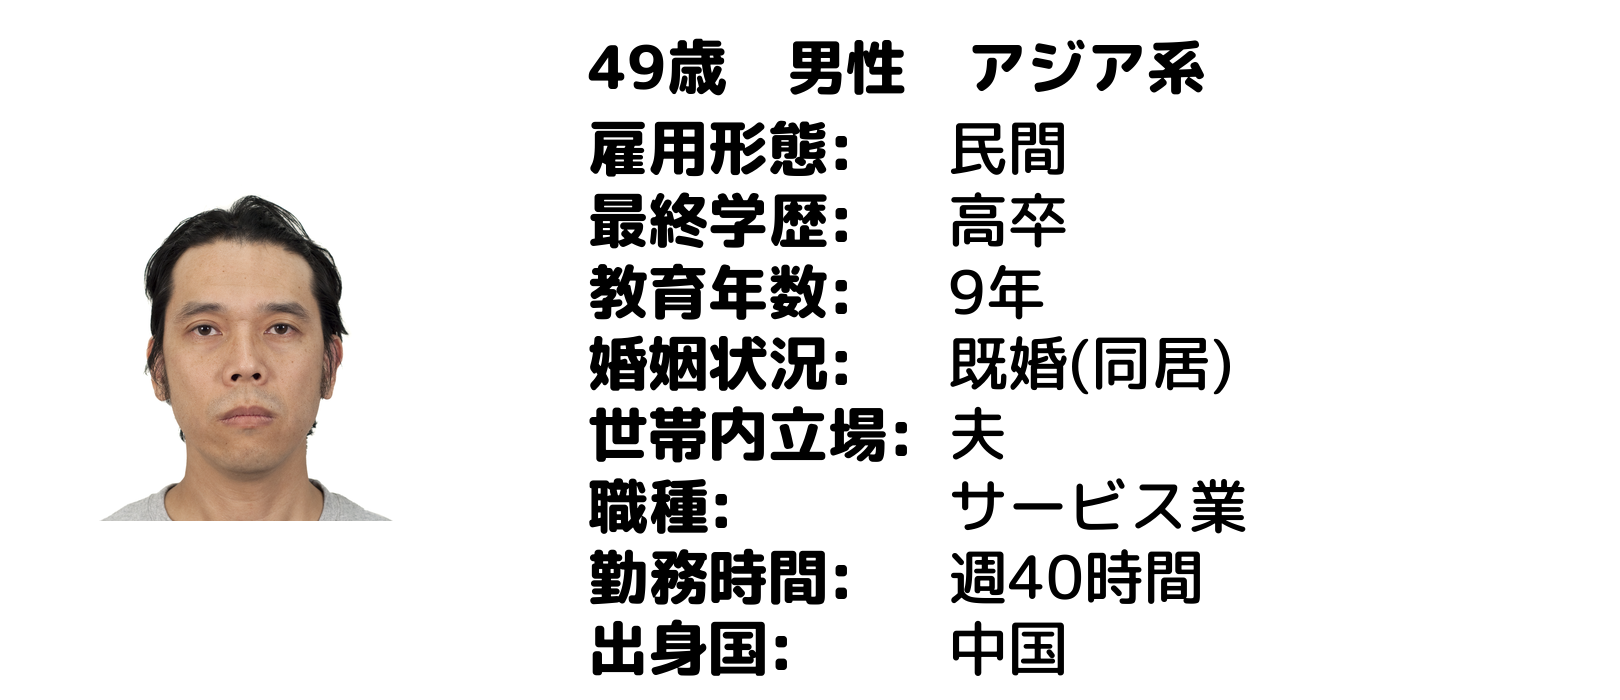 49歳　男性　アジア系
雇用形態:　民間
最終学歴:　高卒
教育年数:　9年
婚姻状況:　既婚(同居)
世帯内立場:　夫
職種:　サービス業
勤務時間:　週40時間
出身国:　中国